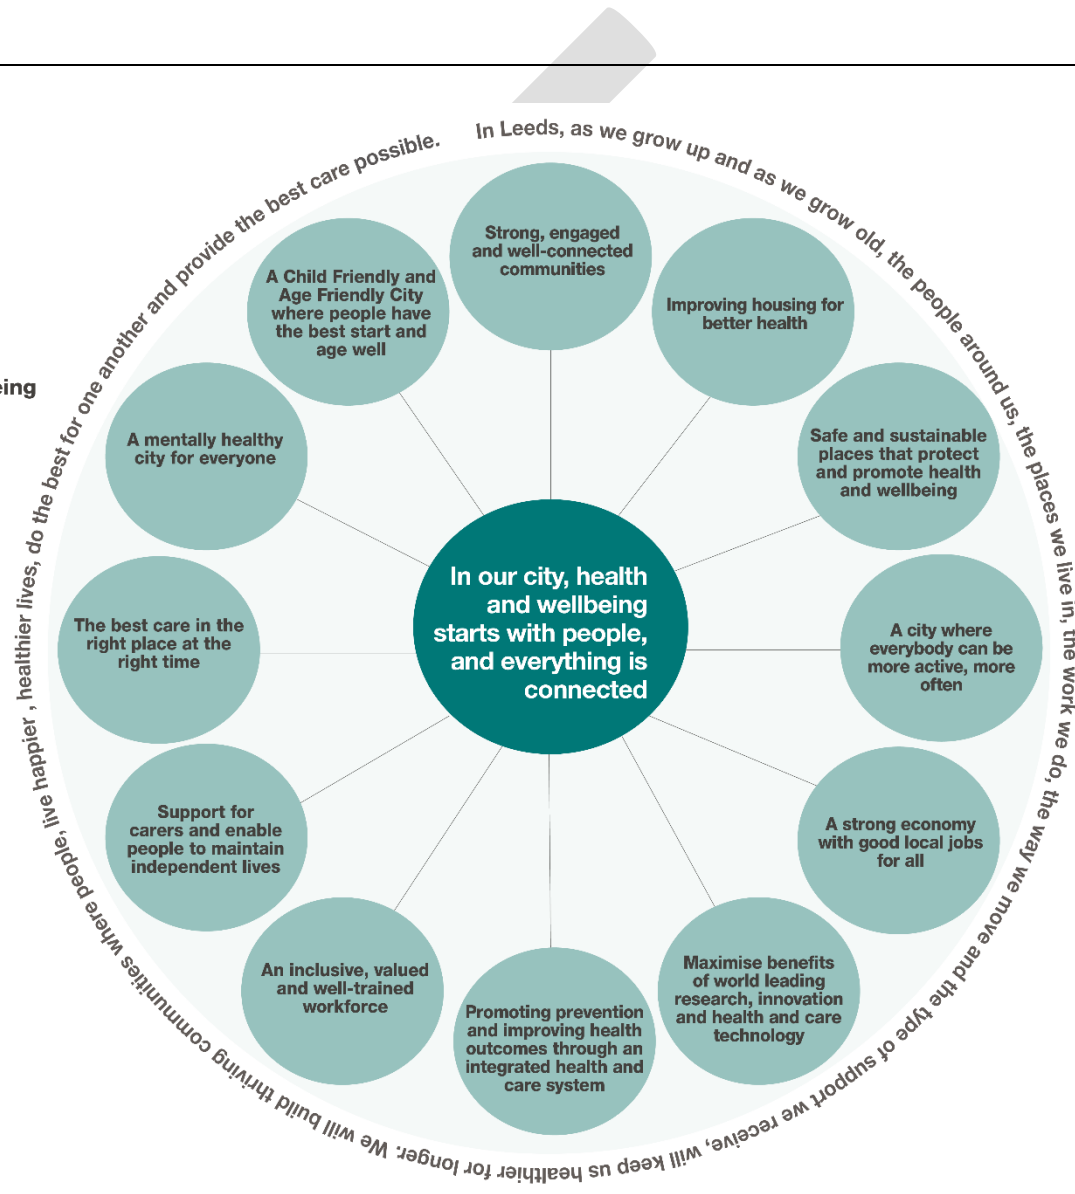 In Leeds, as we grow up and as we grow old, the people around us, the places we live in, the work we do, the way we move and the type of support we receive, will keep us healthier for longer. We will build thriving communities where people, live happier , healthier lives, do the best for one another and provide the best care possible.
Strong, engaged
and well-connected
communities
Improving housing for
better health
Safe and sustainable
places that protect
and promote health
and wellbeing
A city where
everybody can be
more active, more
often
A strong economy
with good local jobs
for all
Maximise benefits
of world leading
research, innovation
and health and care
technology
Promoting prevention
and improving health
outcomes through an
integrated health and
care system
An inclusive, valued
and well-trained
workforce
Support for
carers and enable
people to maintain
independent lives
The best care in the
right place at the
right time
A mentally healthy
city for everyone
A Child Friendly and
Age Friendly City
where people have
the best start and
age well
In our city, health
and wellbeing
starts with people,
and everything is
connected
eing